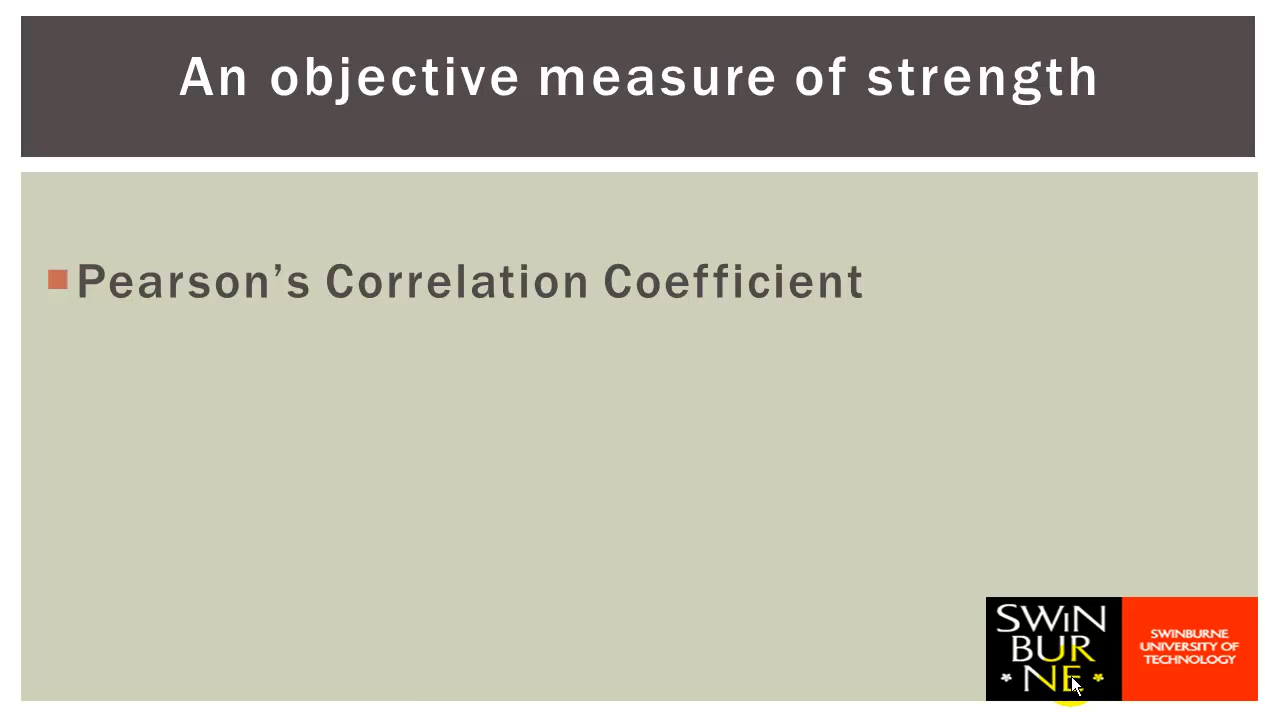 An objective measure of strength
Pearson’s Correlation Coefficient
SWiN
BUR
NE
SWINBURNE
UNIVERSITY OF
TECHNOLOGY